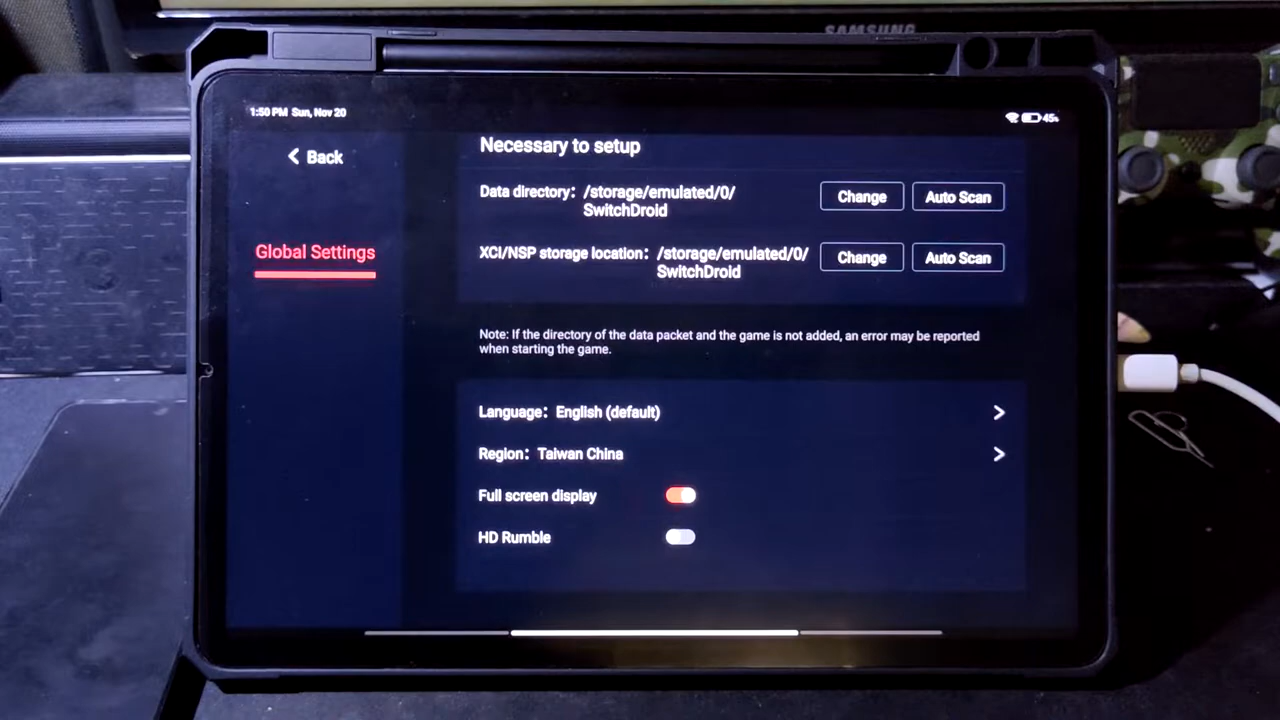 SAMSUNG
1:50 PM Sun, Nov 20
45%
Back
Necessary to setup
Data directory: /storage/emulated/0/
SwitchDroid
Change
Auto Scan
Global Settings
XCI/NSP storage location: /storage/emulated/0/
SwitchDroid
Change
Auto Scan
Note: If the directory of the data packet and the game is not added, an error may be reported
when starting the game.
Language: English (default)
Region: Taiwan China
Full screen display
HD Rumble